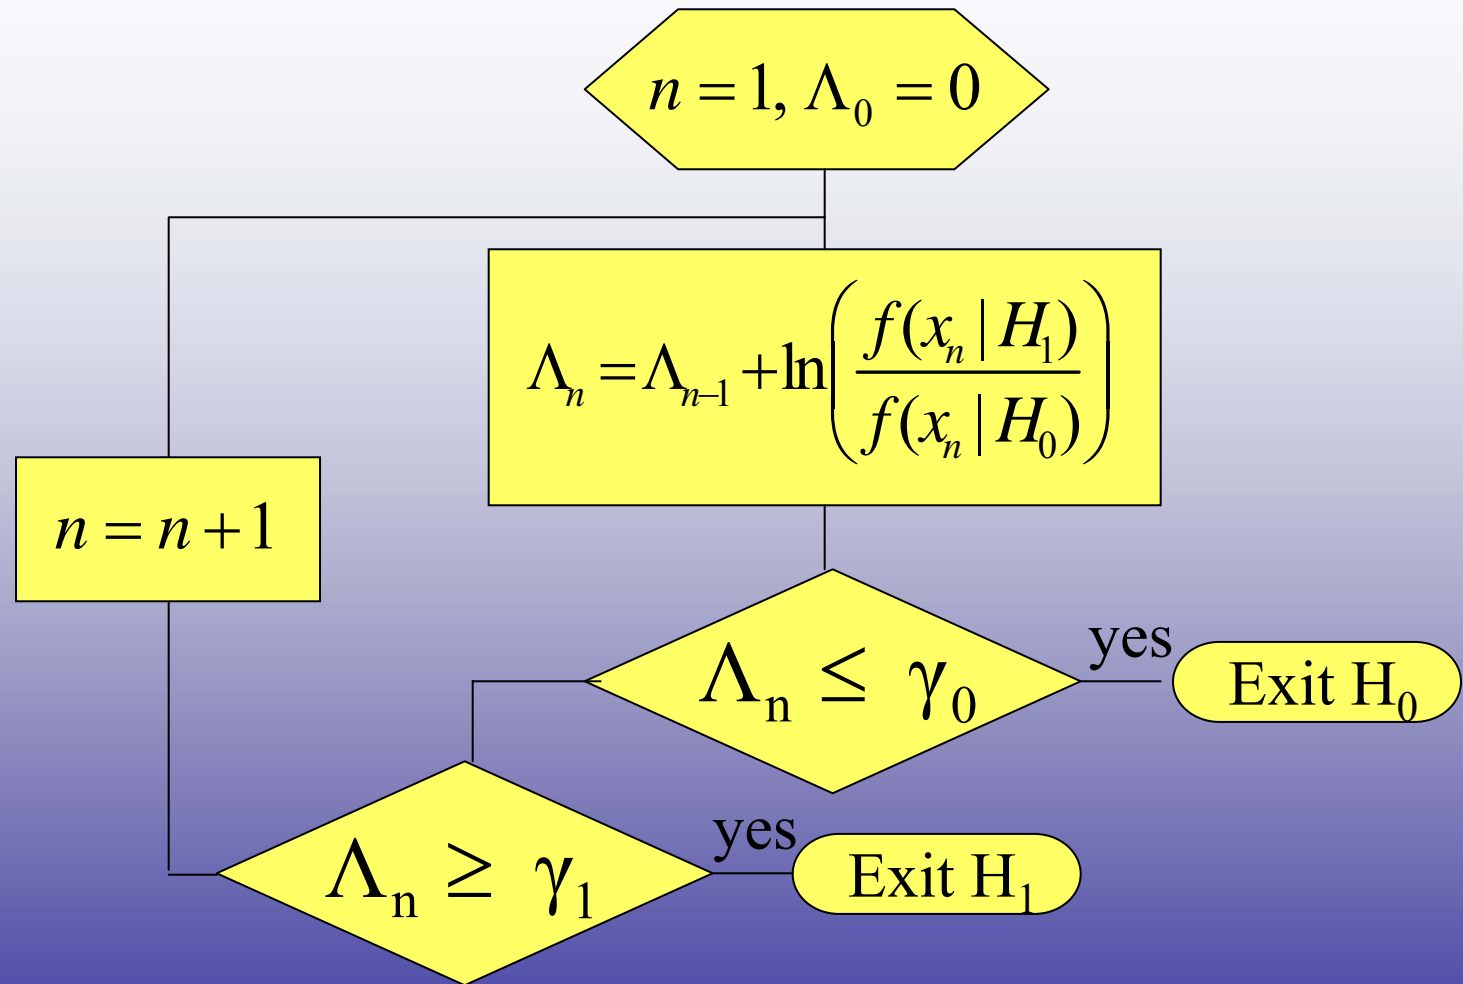 n = 1, Λ₀ = 0
Λₙ = Λₙ₋₁ + ln( f(xₙ | H₁) / f(xₙ | H₀) )
n = n + 1
Λₙ ≤ γ₀
yes
Exit H₀
Λₙ ≥ γ₁
yes
Exit H₁